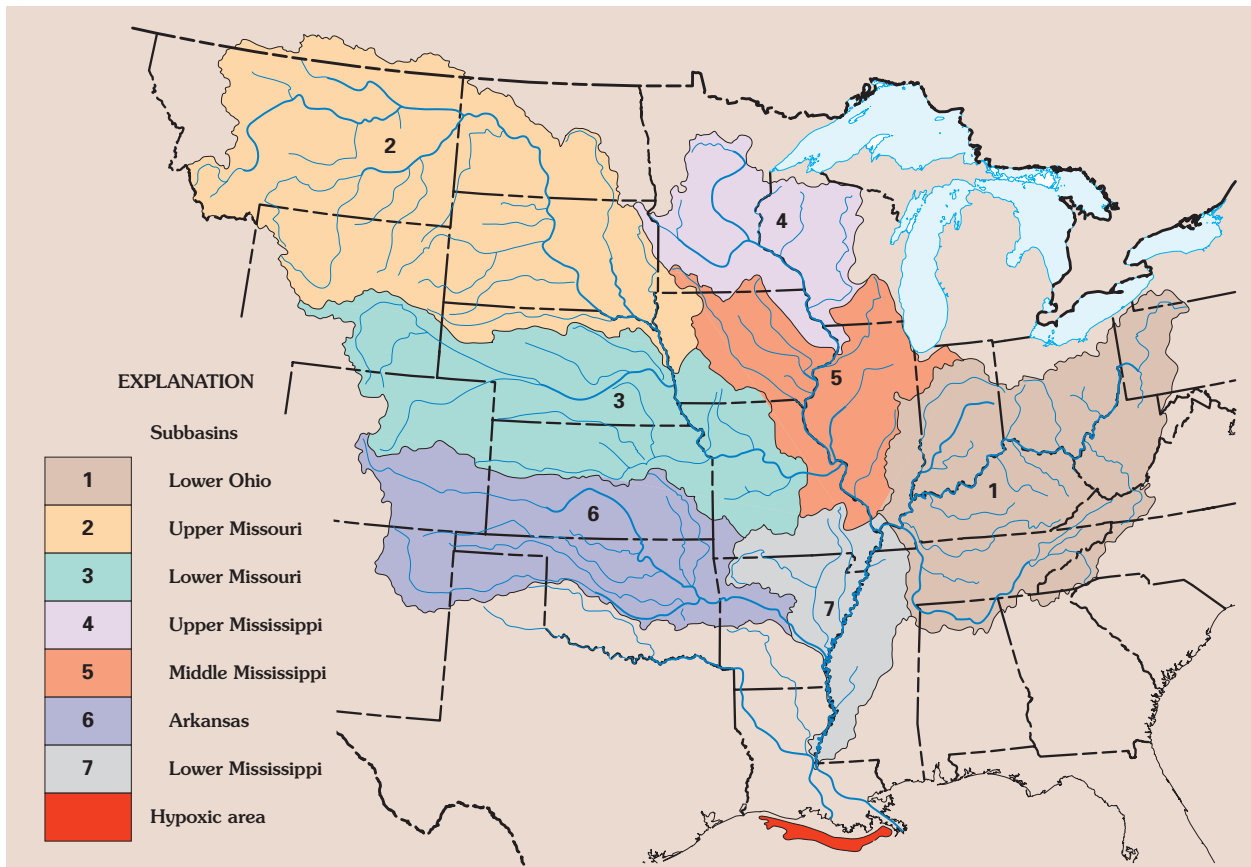 2
4
5
3
1
6
7
EXPLANATION
Subbasins
1 Lower Ohio
2 Upper Missouri
3 Lower Missouri
4 Upper Mississippi
5 Middle Mississippi
6 Arkansas
7 Lower Mississippi
Hypoxic area